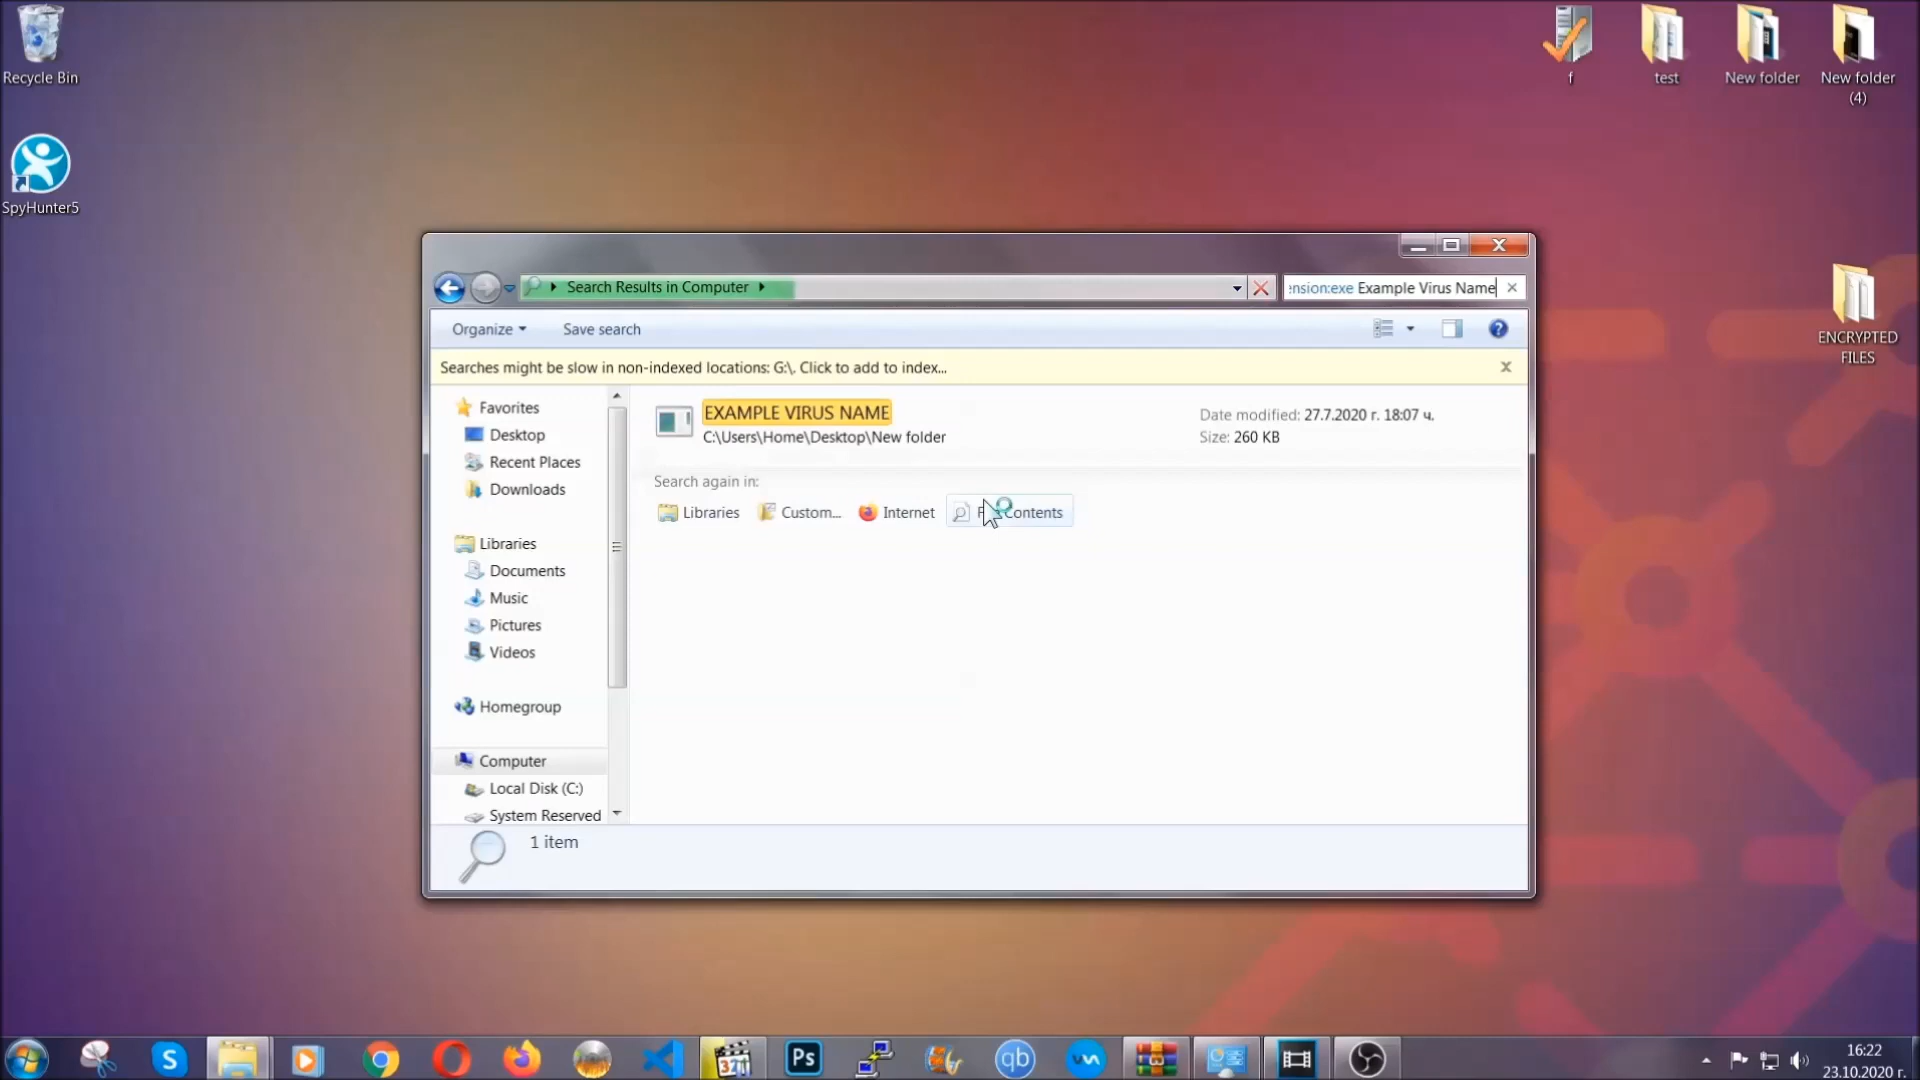 Recycle Bin
SpyHunter5
f
test
New folder
New folder
(4)
ENCRYPTED
FILES
Search Results in Computer
:nsion:exe Example Virus Name
Organize
Save search
Searches might be slow in non-indexed locations: G:\. Click to add to index...
Favorites
Desktop
Recent Places
Downloads
Libraries
Documents
Music
Pictures
Videos
Homegroup
Computer
Local Disk (C:)
System Reserved
EXAMPLE VIRUS NAME
C:\Users\Home\Desktop\New folder
Date modified: 27.7.2020 г. 18:07 ч.
Size: 260 KB
Search again in:
Libraries
Custom...
Internet
Contents
1 item
S
321
Ps
qb
16:22
23.10.2020 г.